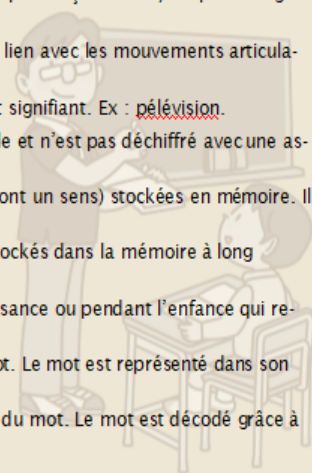 lien avec les mouvements articula-
signifiant. Ex : pélévision.
le et n'est pas déchiffré avec une as-
ont un sens) stockées en mémoire. Il
ockés dans la mémoire à long
sance ou pendant l'enfance qui re-
ot. Le mot est représenté dans son
du mot. Le mot est décodé grâce à